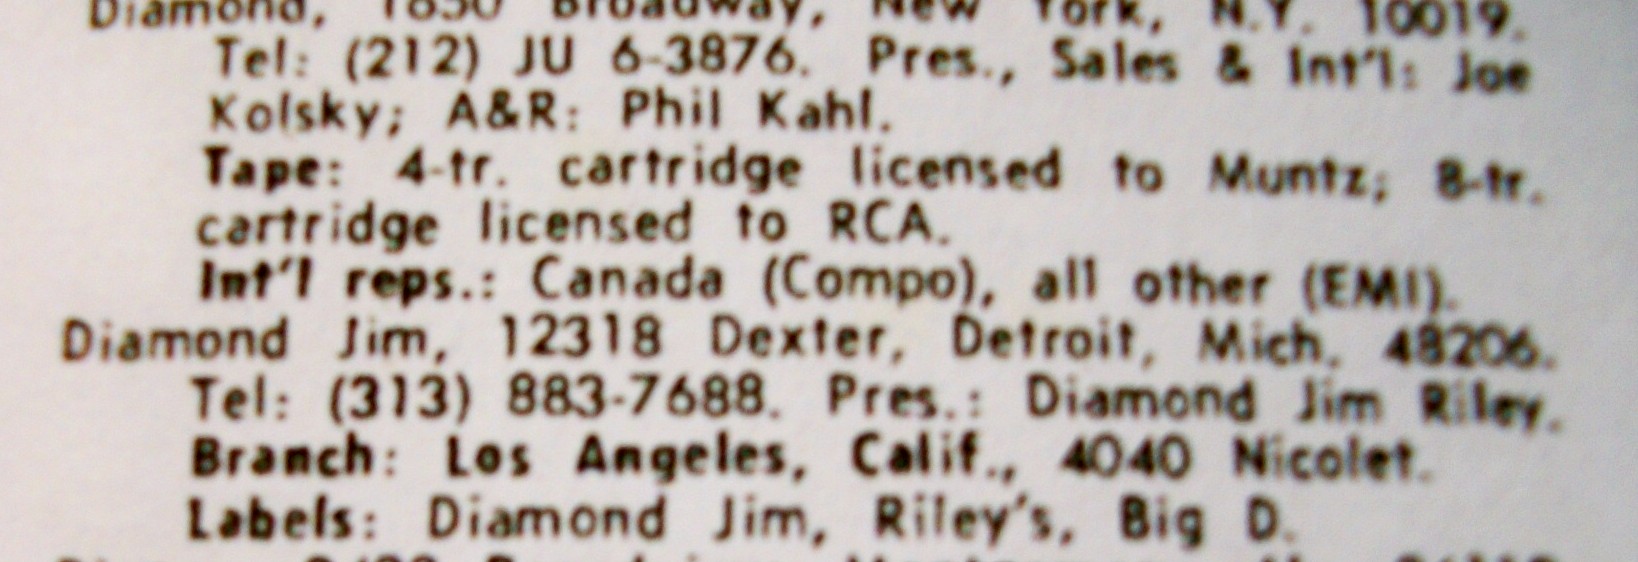 Diamond, 1650 Broadway, New York, N.Y. 10019.
Tel: (212) JU 6-3876. Pres., Sales & Int'l: Joe
Kolsky; A&R: Phil Kahl.
Tape: 4-tr. cartridge licensed to Muntz; 8-tr.
cartridge licensed to RCA.
Int'l reps.: Canada (Compo), all other (EMI).
Diamond Jim, 12318 Dexter, Detroit, Mich. 48206.
Tel: (313) 883-7688. Pres.: Diamond Jim Riley.
Branch: Los Angeles, Calif., 4040 Nicolet.
Labels: Diamond Jim, Riley's, Big D.